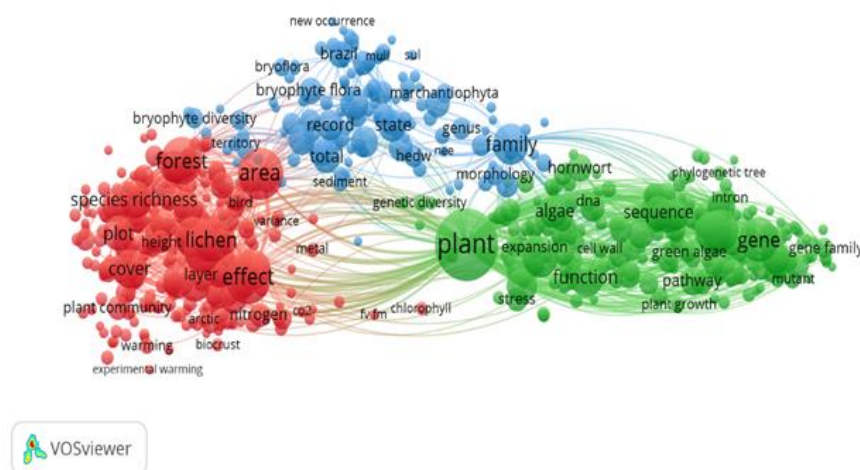 new occurrence
brazil
mull
sul
bryoflora
bryophyte flora
marchantiophyta
bryophyte diversity
record
state
genus
territory
family
nee
forest
total
hedw
hornwort
area
morphology
phylogenetic tree
sediment
dna
intron
species richness
bird
genetic diversity
algae
sequence
variance
plot
height
lichen
metal
plant
expansion
cell wall
green algae
gene
gene family
cover
layer
effect
function
pathway
mutant
stress
plant community
arctic
nitrogen
co2
fv fm
chlorophyll
plant growth
warming
biocrust
experimental warming
VOSviewer